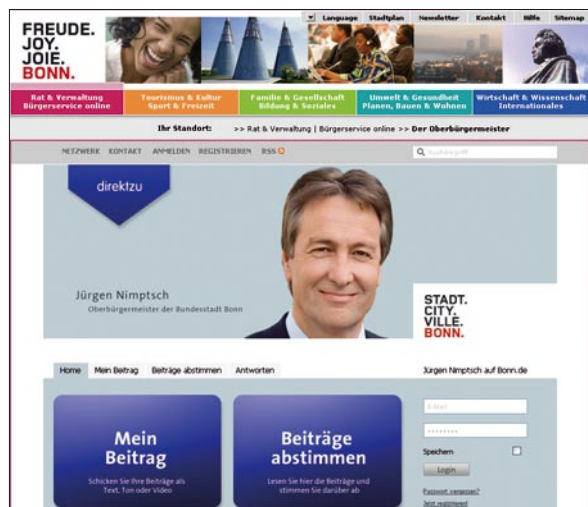 Language Stadtplan Newsletter Kontakt Hilfe Sitemap
FREUDE.
JOY.
JOIE.
BONN.
Rat & Verwaltung
Bürgerservice online
Tourismus & Kultur
Sport & Freizeit
Familie & Gesellschaft
Bildung & Soziales
Umwelt & Gesundheit
Planen, Bauen & Wohnen
Wirtschaft & Wissenschaft
Internationales
Ihr Standort: >> Rat & Verwaltung | Bürgerservice online >> Der Oberbürgermeister
NETZWERK KONTAKT ANMELDEN REGISTRIEREN RSS
Suchbegriff
direktzu
Jürgen Nimptsch
Oberbürgermeister der Bundesstadt Bonn
STADT.
CITY.
VILLE.
BONN.
Home Mein Beitrag Beiträge abstimmen Antworten
Jürgen Nimptsch auf Bonn.de
Mein
Beitrag
Schicken Sie Ihre Beiträge als
Text, Ton oder Video
Beiträge
abstimmen
Lesen Sie hier die Beiträge und
stimmen Sie darüber ab
E-Mail
********
Speichern
Login
Passwort vergessen?
Jetzt registrieren!